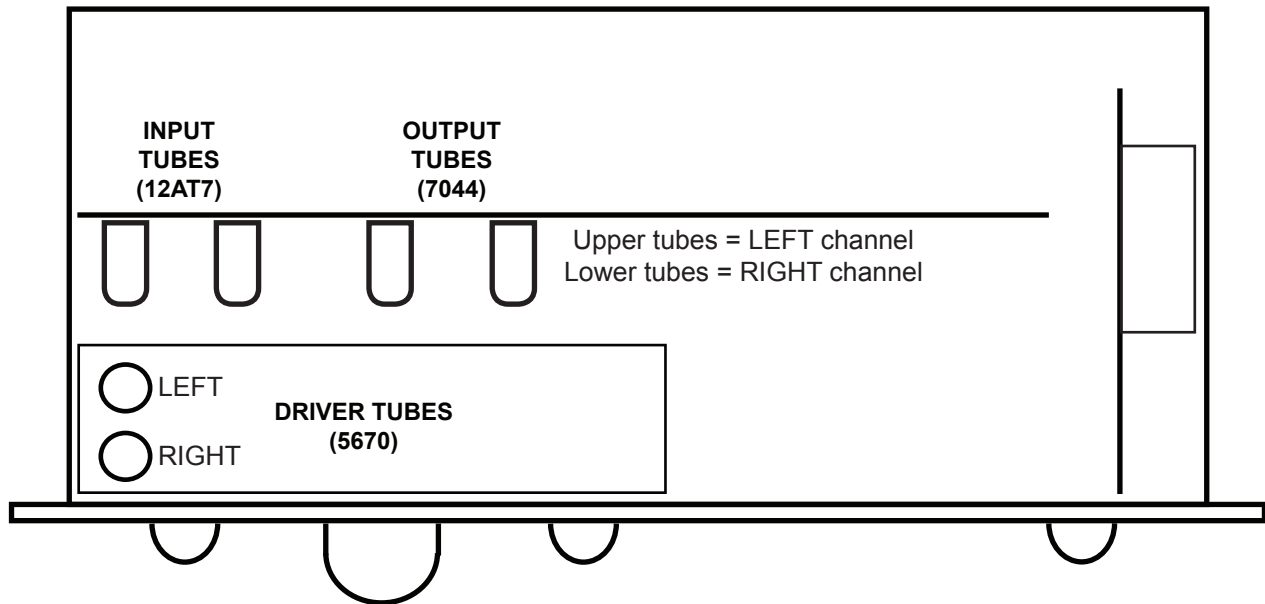 INPUT
TUBES
(12AT7)
OUTPUT
TUBES
(7044)
Upper tubes = LEFT channel
Lower tubes = RIGHT channel
LEFT
RIGHT
DRIVER TUBES
(5670)